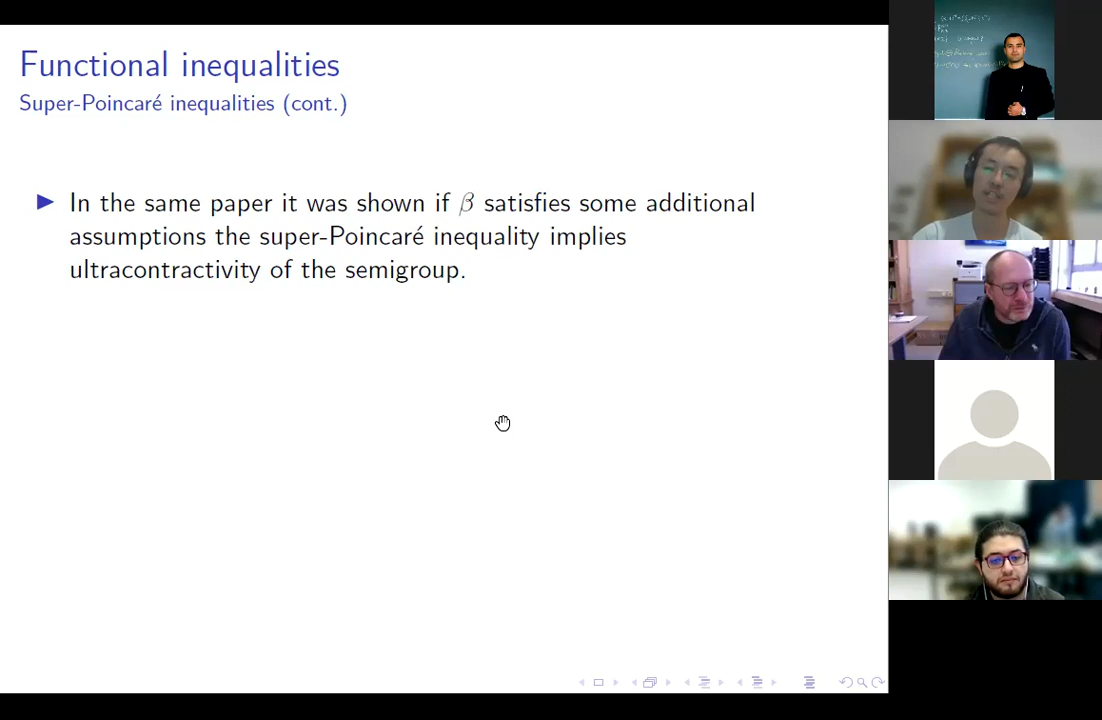 Functional inequalities
Super-Poincaré inequalities (cont.)
In the same paper it was shown if β satisfies some additional
assumptions the super-Poincaré inequality implies
ultracontractivity of the semigroup.